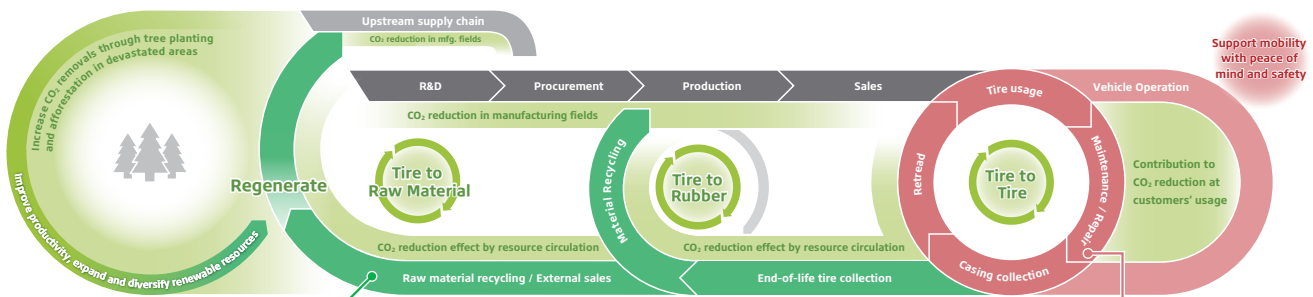 Upstream supply chain
CO₂ reduction in mfg. fields
Increase CO₂ removals through tree planting
and afforestation in devastated areas
Improve productivity, expand and diversify renewable resources
Regenerate
R&D
Procurement
Production
Sales
CO₂ reduction in manufacturing fields
Tire to
Raw Material
Material Recycling
Tire to
Rubber
CO₂ reduction effect by resource circulation
CO₂ reduction effect by resource circulation
Raw material recycling / External sales
End-of-life tire collection
Tire usage
Retread
Maintenance / Repair
Casing collection
Tire to
Tire
Vehicle Operation
Contribution to
CO₂ reduction at
customers‘ usage
Support mobility
with peace of
mind and safety